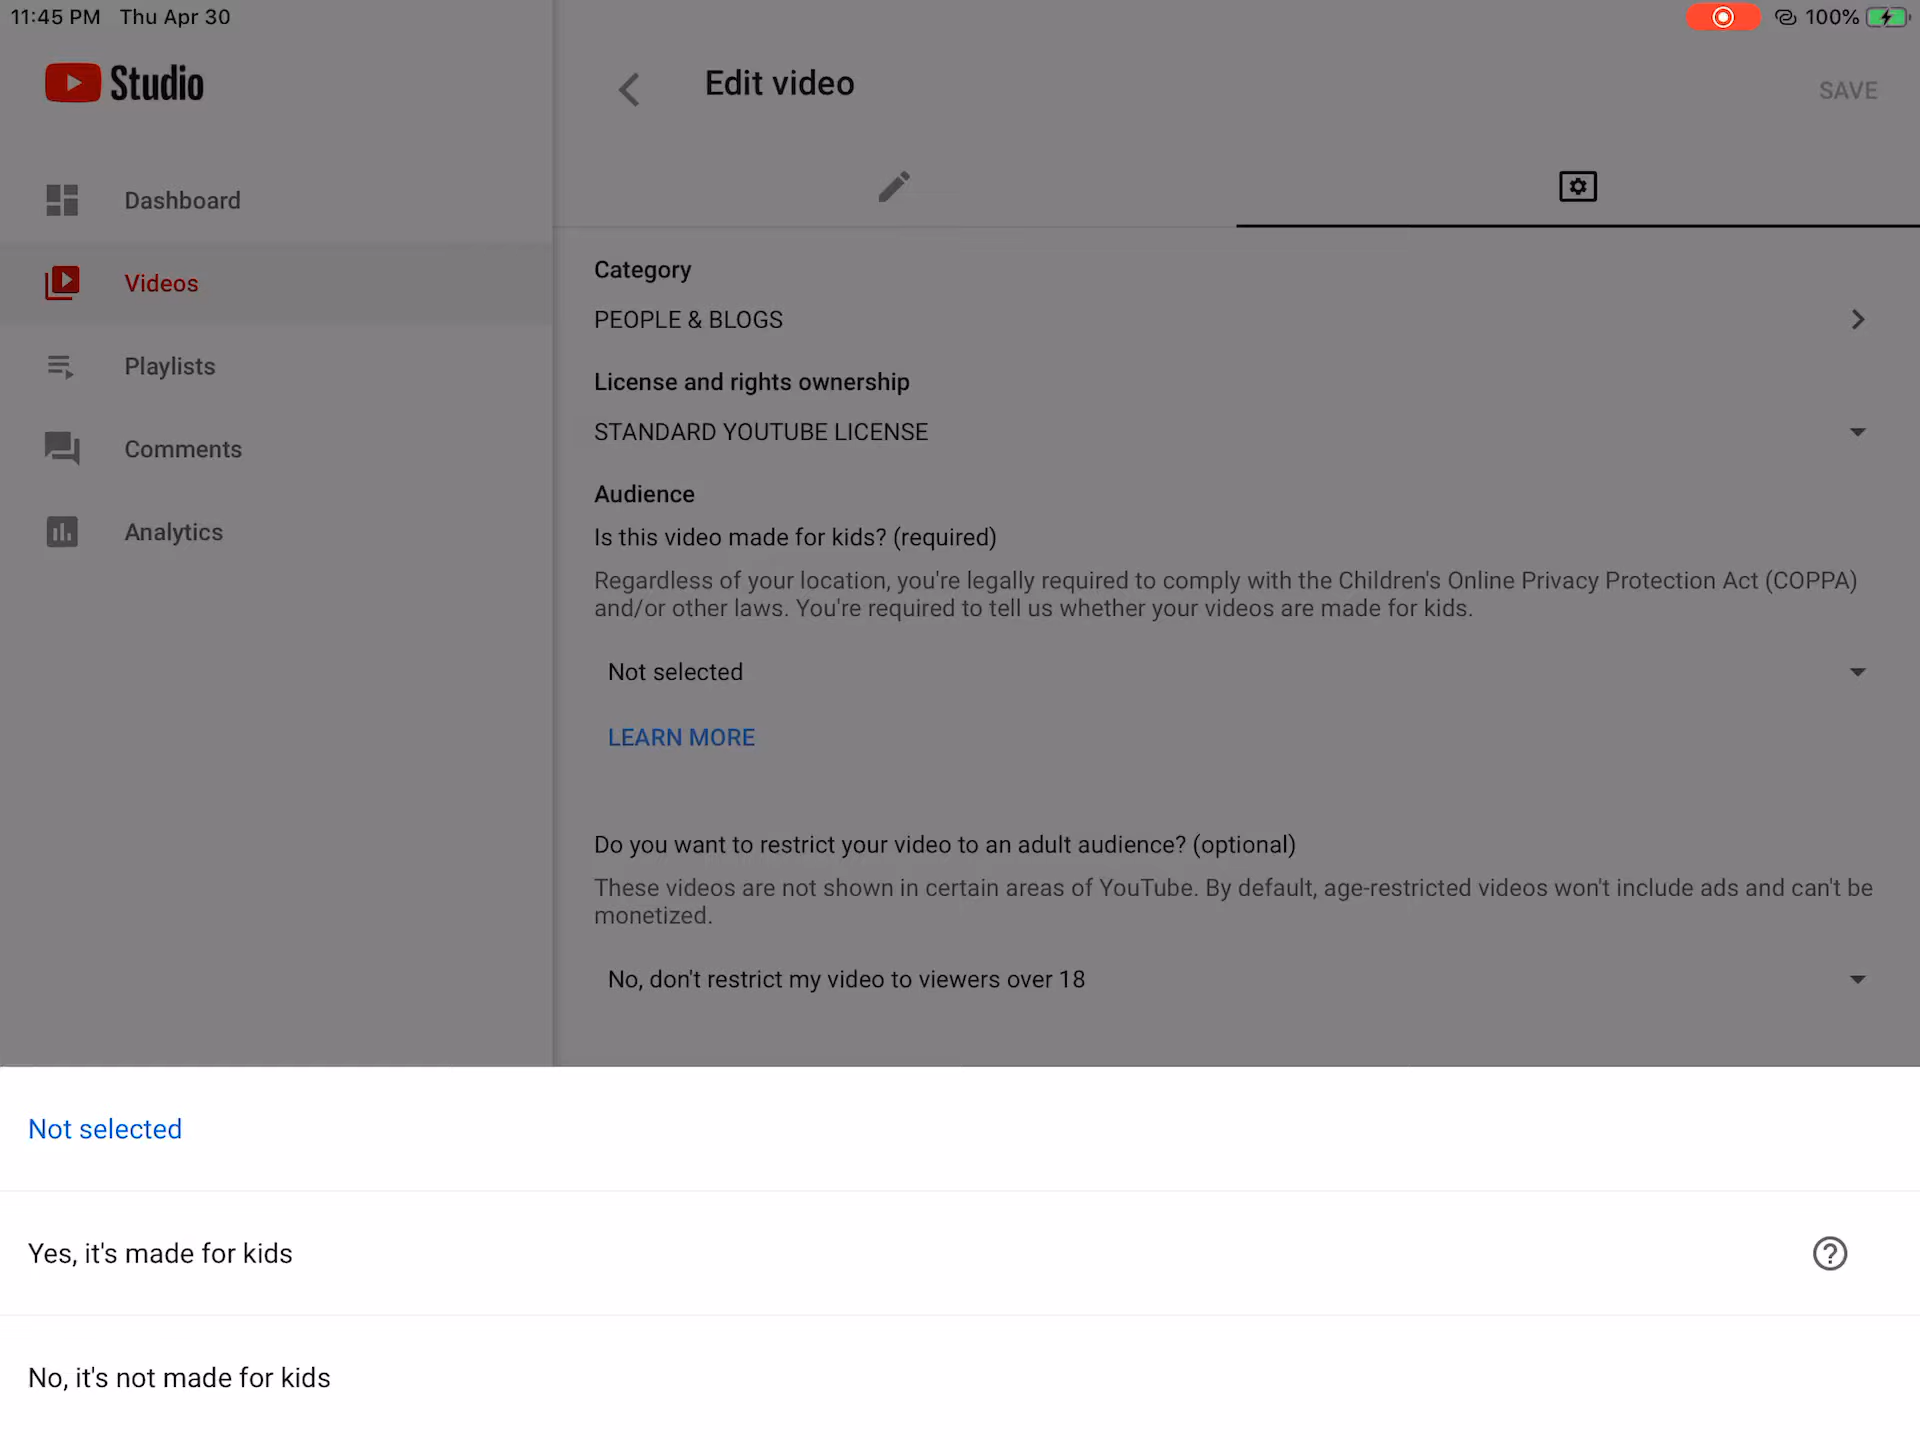 11:45 PM Thu Apr 30
100%
Studio
Edit video
SAVE
Dashboard
Videos
Playlists
Comments
Analytics
Category
PEOPLE & BLOGS
License and rights ownership
STANDARD YOUTUBE LICENSE
Audience
Is this video made for kids? (required)
Regardless of your location, you're legally required to comply with the Children's Online Privacy Protection Act (COPPA)
and/or other laws. You're required to tell us whether your videos are made for kids.
Not selected
LEARN MORE
Do you want to restrict your video to an adult audience? (optional)
These videos are not shown in certain areas of YouTube. By default, age-restricted videos won't include ads and can't be
monetized.
No, don't restrict my video to viewers over 18
Not selected
Yes, it's made for kids
No, it's not made for kids